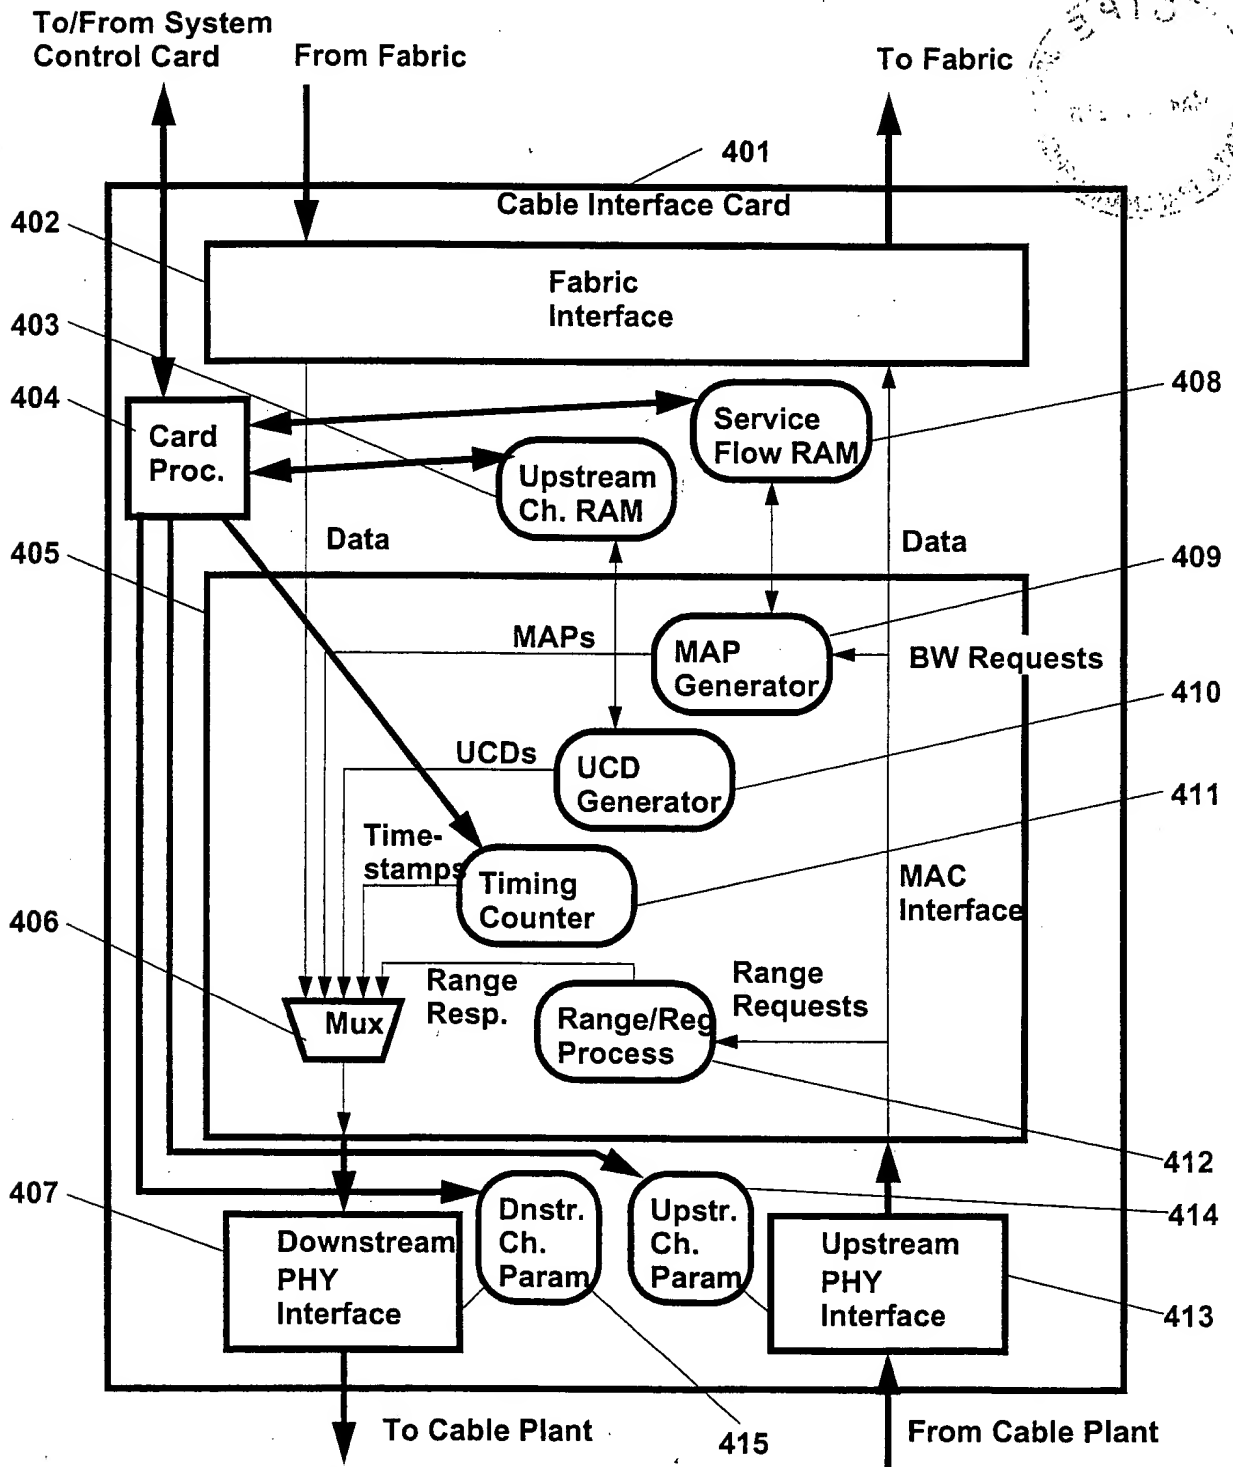 To/From System
Control Card
From Fabric
To Fabric
401
Cable Interface Card
402
Fabric
Interface
403
408
404
Card
Proc.
Service
Flow RAM
Upstream
Ch. RAM
Data
Data
405
409
MAPs
MAP
Generator
BW Requests
410
UCDs
UCD
Generator
411
Time-
stamps
Timing
Counter
MAC
Interface
406
Range
Resp.
Range
Requests
Mux
Range/Reg
Process
412
407
414
Dnstr.
Ch.
Param
Upstr.
Ch.
Param
Downstream
PHY
Interface
Upstream
PHY
Interface
413
To Cable Plant
415
From Cable Plant